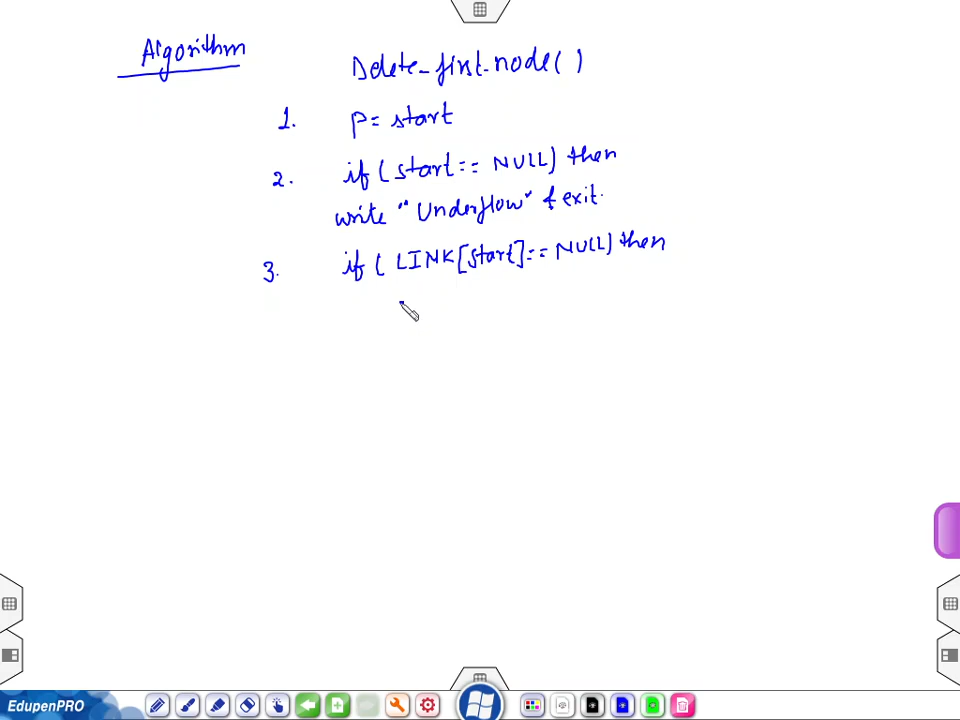 Algorithm
Delete_first_node( )
1. P = start
2. if (start == NULL) then
write "Underflow" & exit.
3. if ( LINK[start] == NULL) then
EdupenPRO